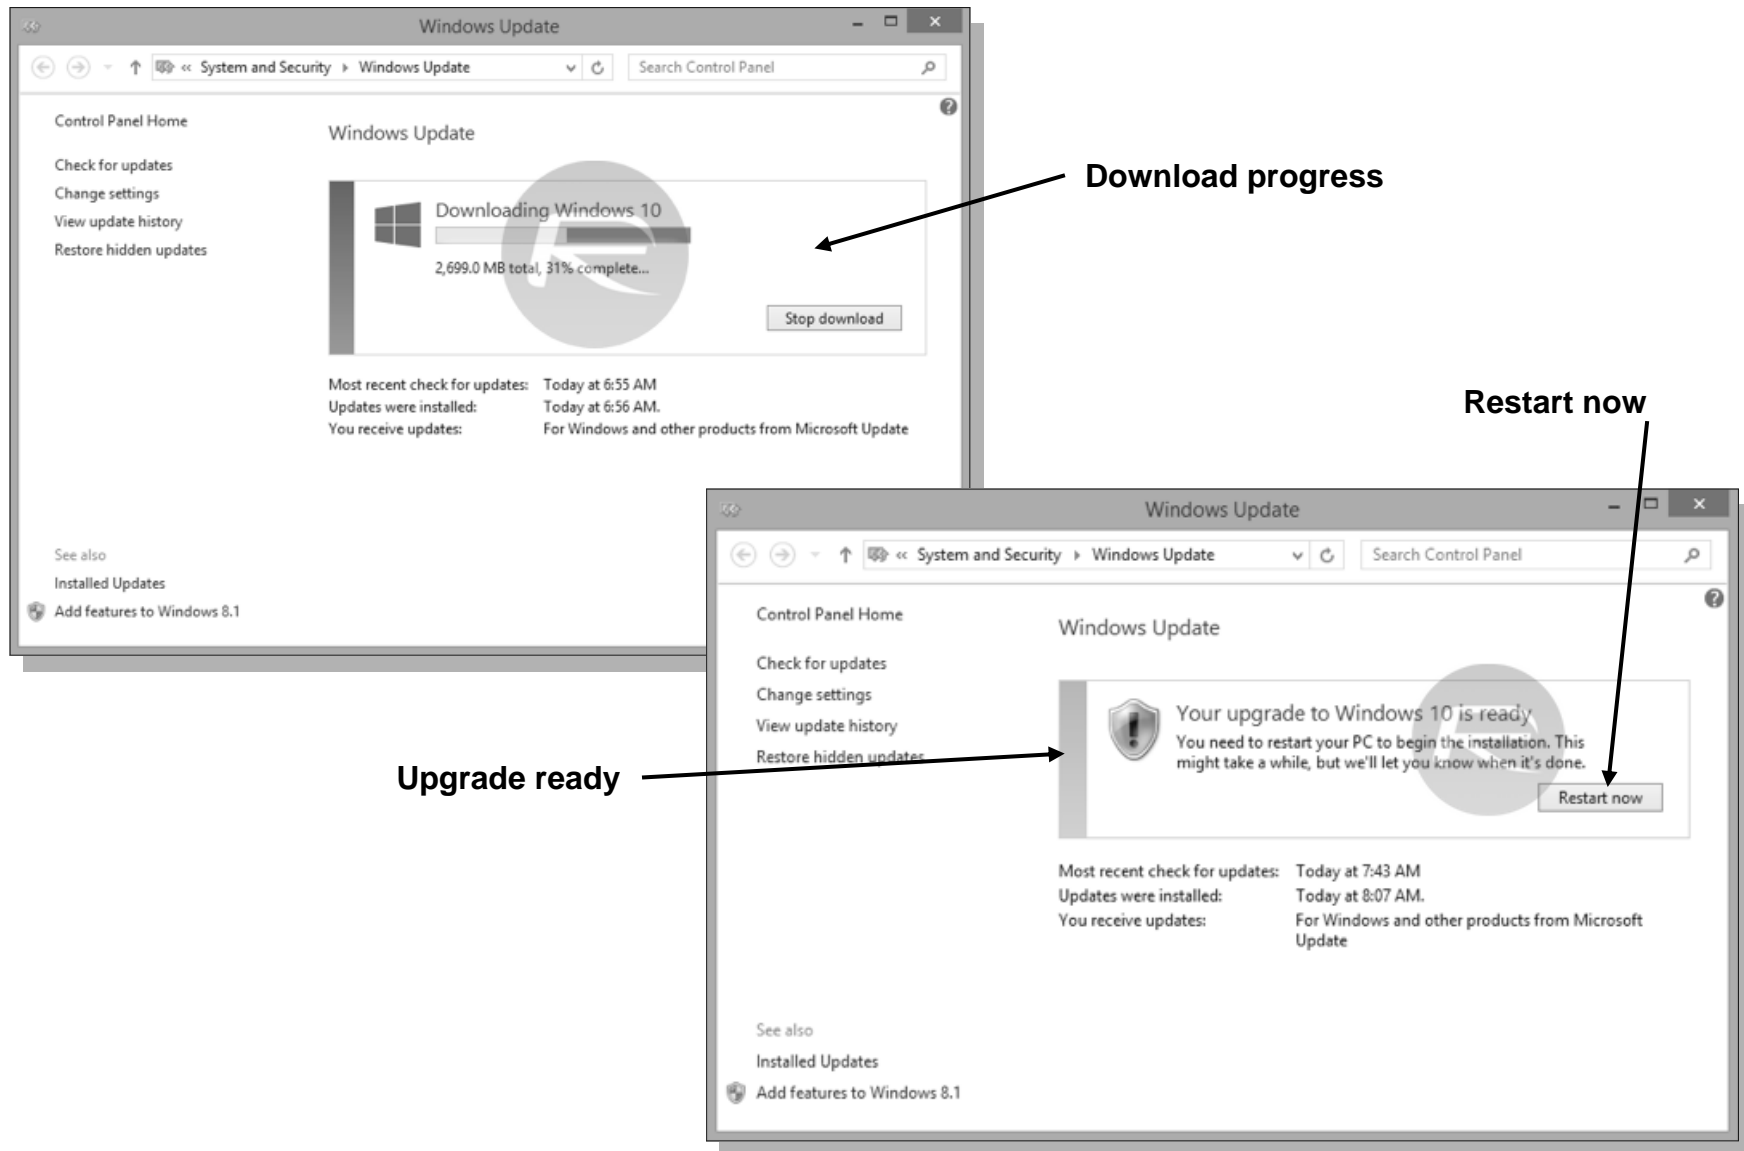 Windows Update
« System and Security Windows Update
Search Control Panel
Control Panel Home
Check for updates
Change settings
View update history
Restore hidden updates
See also
Installed Updates
Add features to Windows 8.1
Windows Update
Downloading Windows 10
2,699.0 MB total, 31% complete...
Stop download
Most recent check for updates: Today at 6:55 AM
Updates were installed: Today at 6:56 AM.
You receive updates: For Windows and other products from Microsoft Update
Download progress
Restart now
Upgrade ready
Windows Update
« System and Security Windows Update
Search Control Panel
Control Panel Home
Check for updates
Change settings
View update history
Restore hidden updates
See also
Installed Updates
Add features to Windows 8.1
Windows Update
Your upgrade to Windows 10 is ready
You need to restart your PC to begin the installation. This
might take a while, but we'll let you know when it's done.
Restart now
Most recent check for updates: Today at 7:43 AM
Updates were installed: Today at 8:07 AM.
You receive updates: For Windows and other products from Microsoft
Update